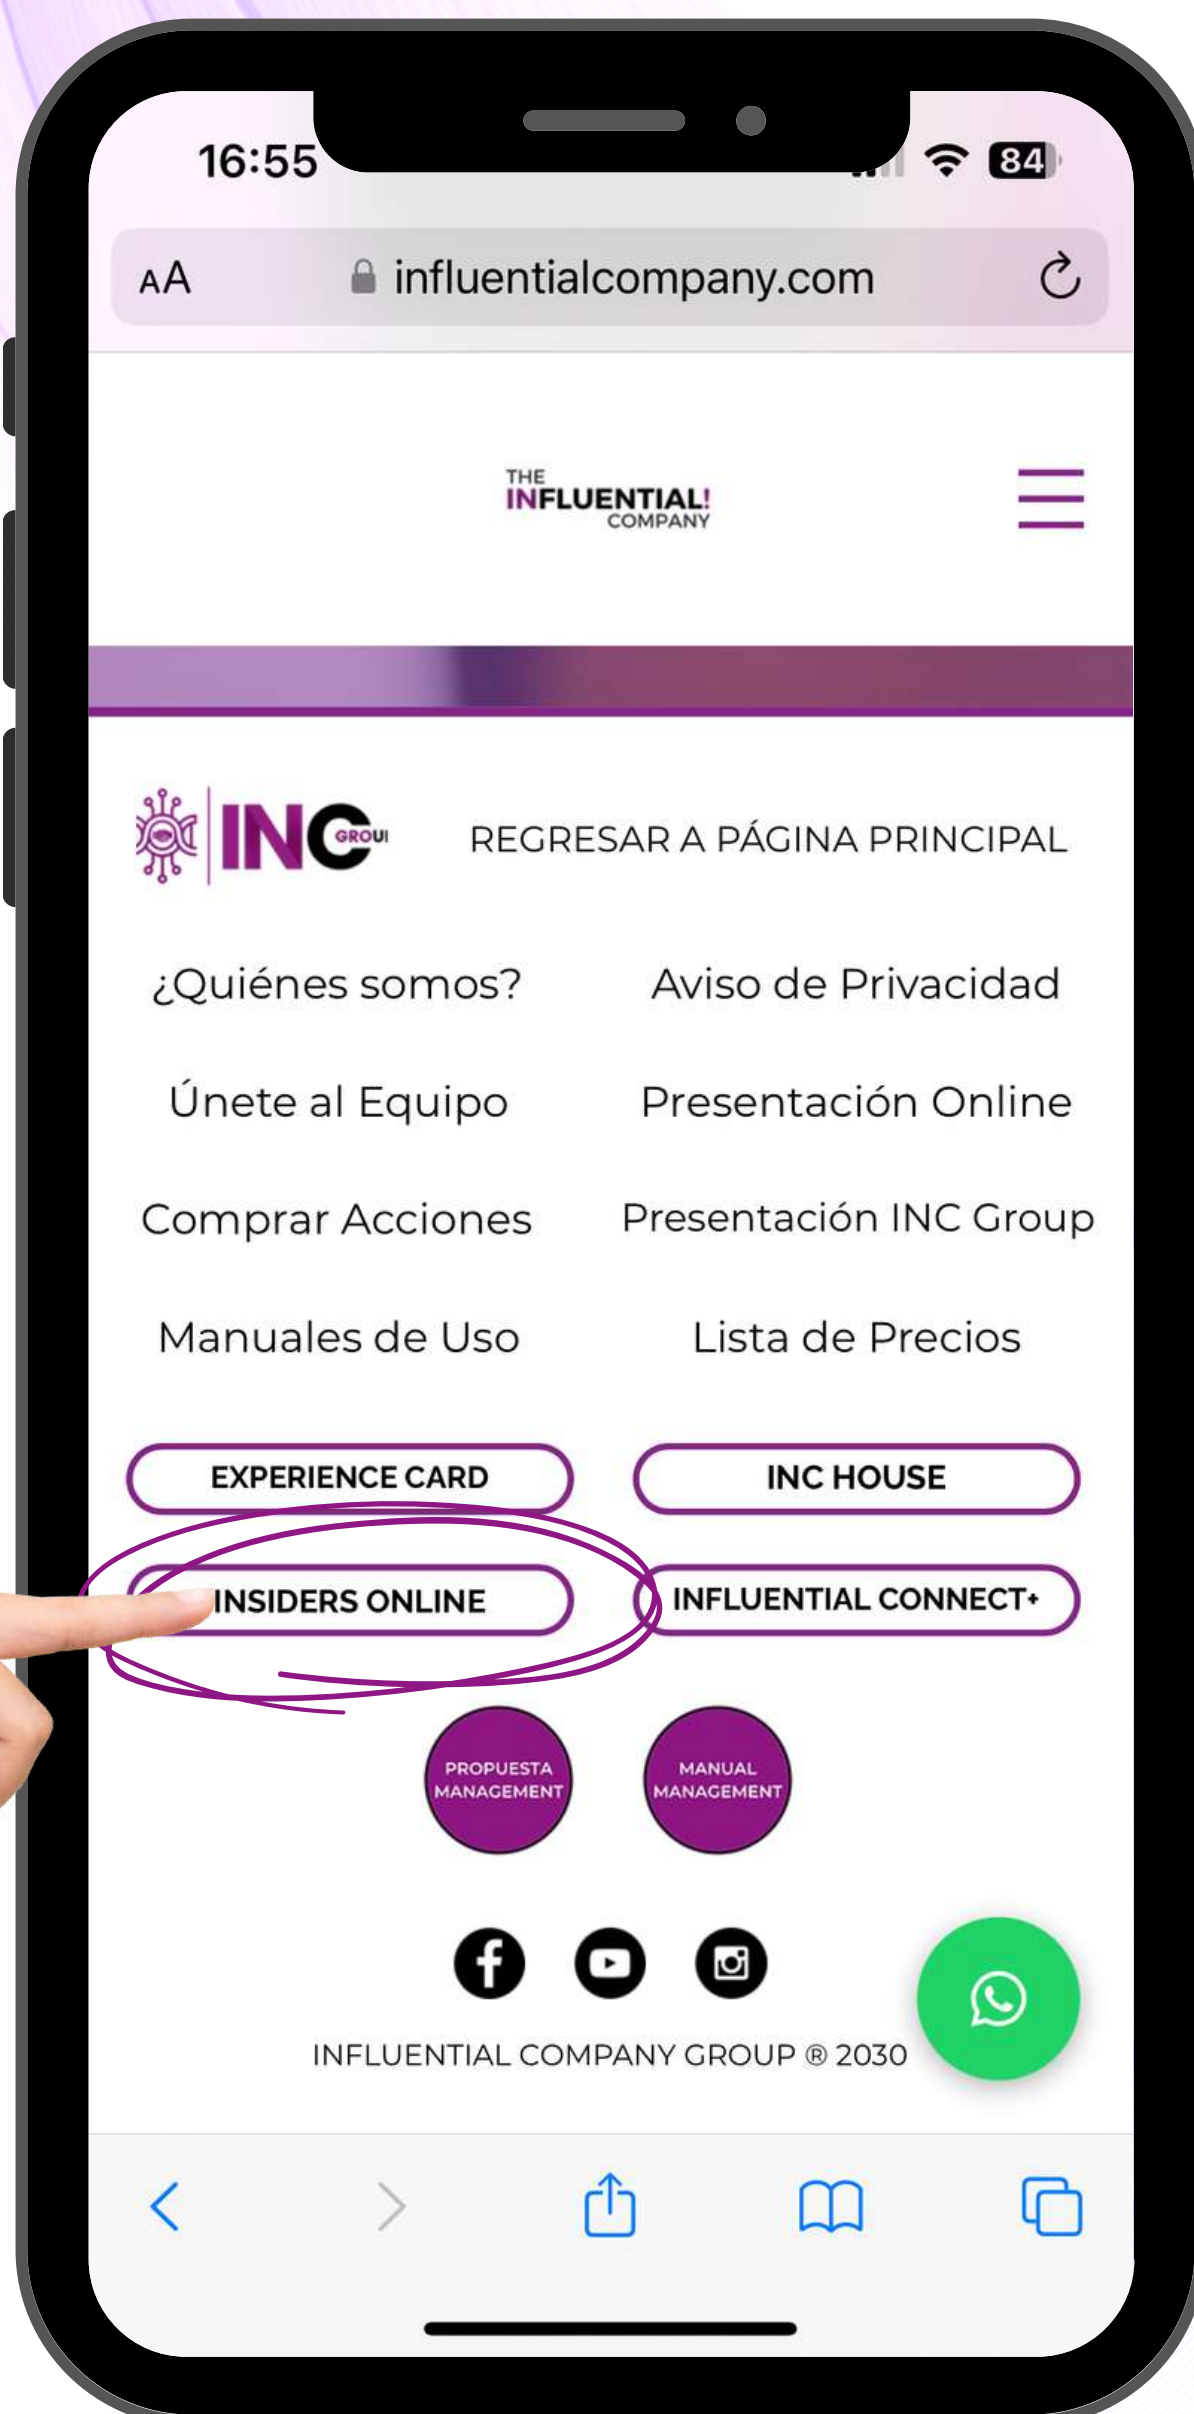 16:55
84
AA
influentialcompany.com
THE
INFLUENTIAL!
COMPANY
INC GROUI
REGRESAR A PÁGINA PRINCIPAL
¿Quiénes somos?
Aviso de Privacidad
Únete al Equipo
Presentación Online
Comprar Acciones
Presentación INC Group
Manuales de Uso
Lista de Precios
EXPERIENCE CARD
INC HOUSE
INSIDERS ONLINE
INFLUENTIAL CONNECT+
PROPUESTA
MANAGEMENT
MANUAL
MANAGEMENT
INFLUENTIAL COMPANY GROUP ® 2030